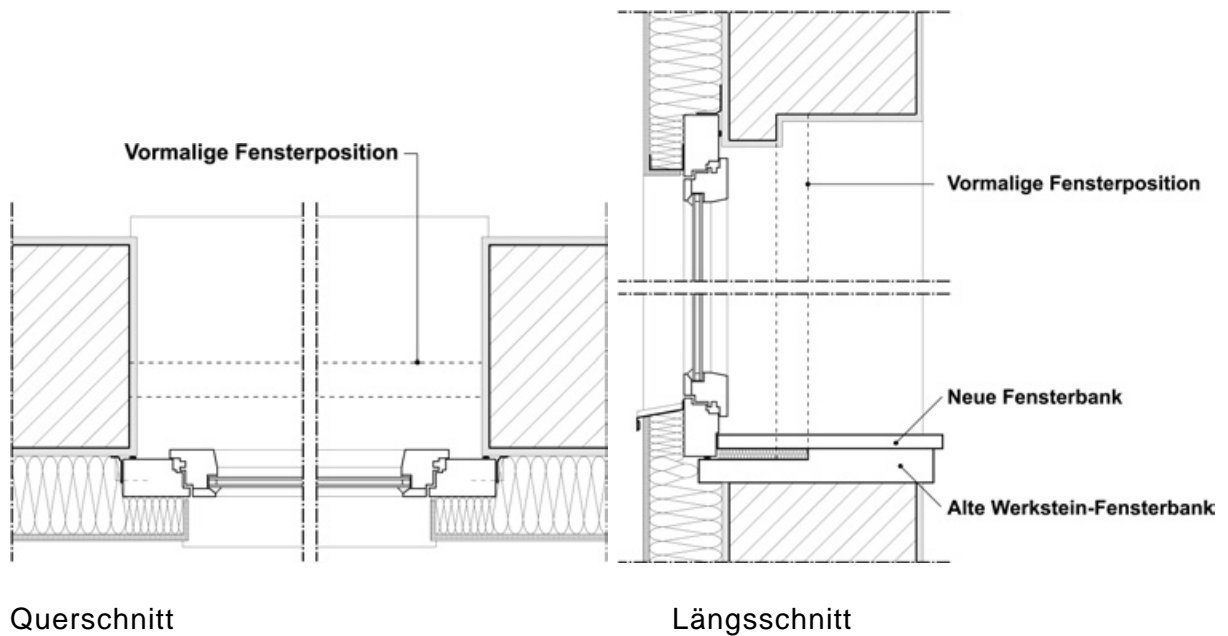 Vormalige Fensterposition
Vormalige Fensterposition
Neue Fensterbank
Alte Werkstein-Fensterbank
Querschnitt
Längsschnitt